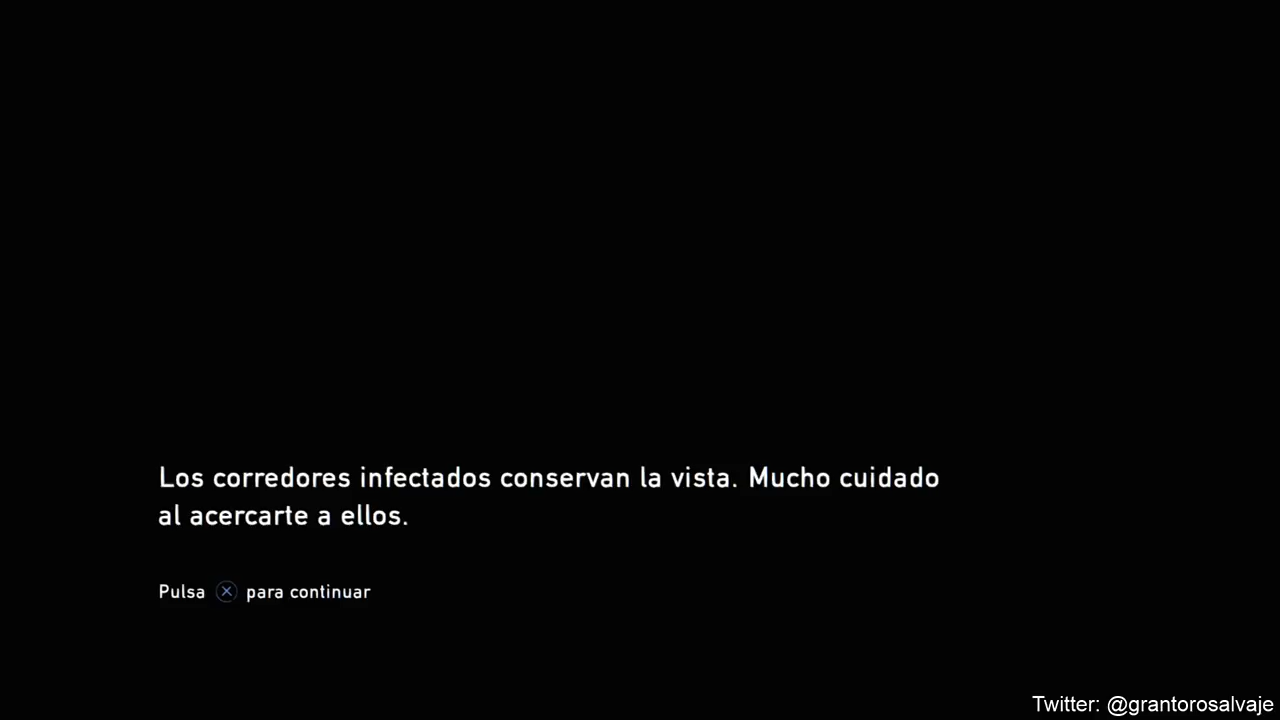 Los corredores infectados conservan la vista. Mucho cuidado
al acercarte a ellos.
Pulsa ⓧ para continuar
Twitter: @grantorosalvaje